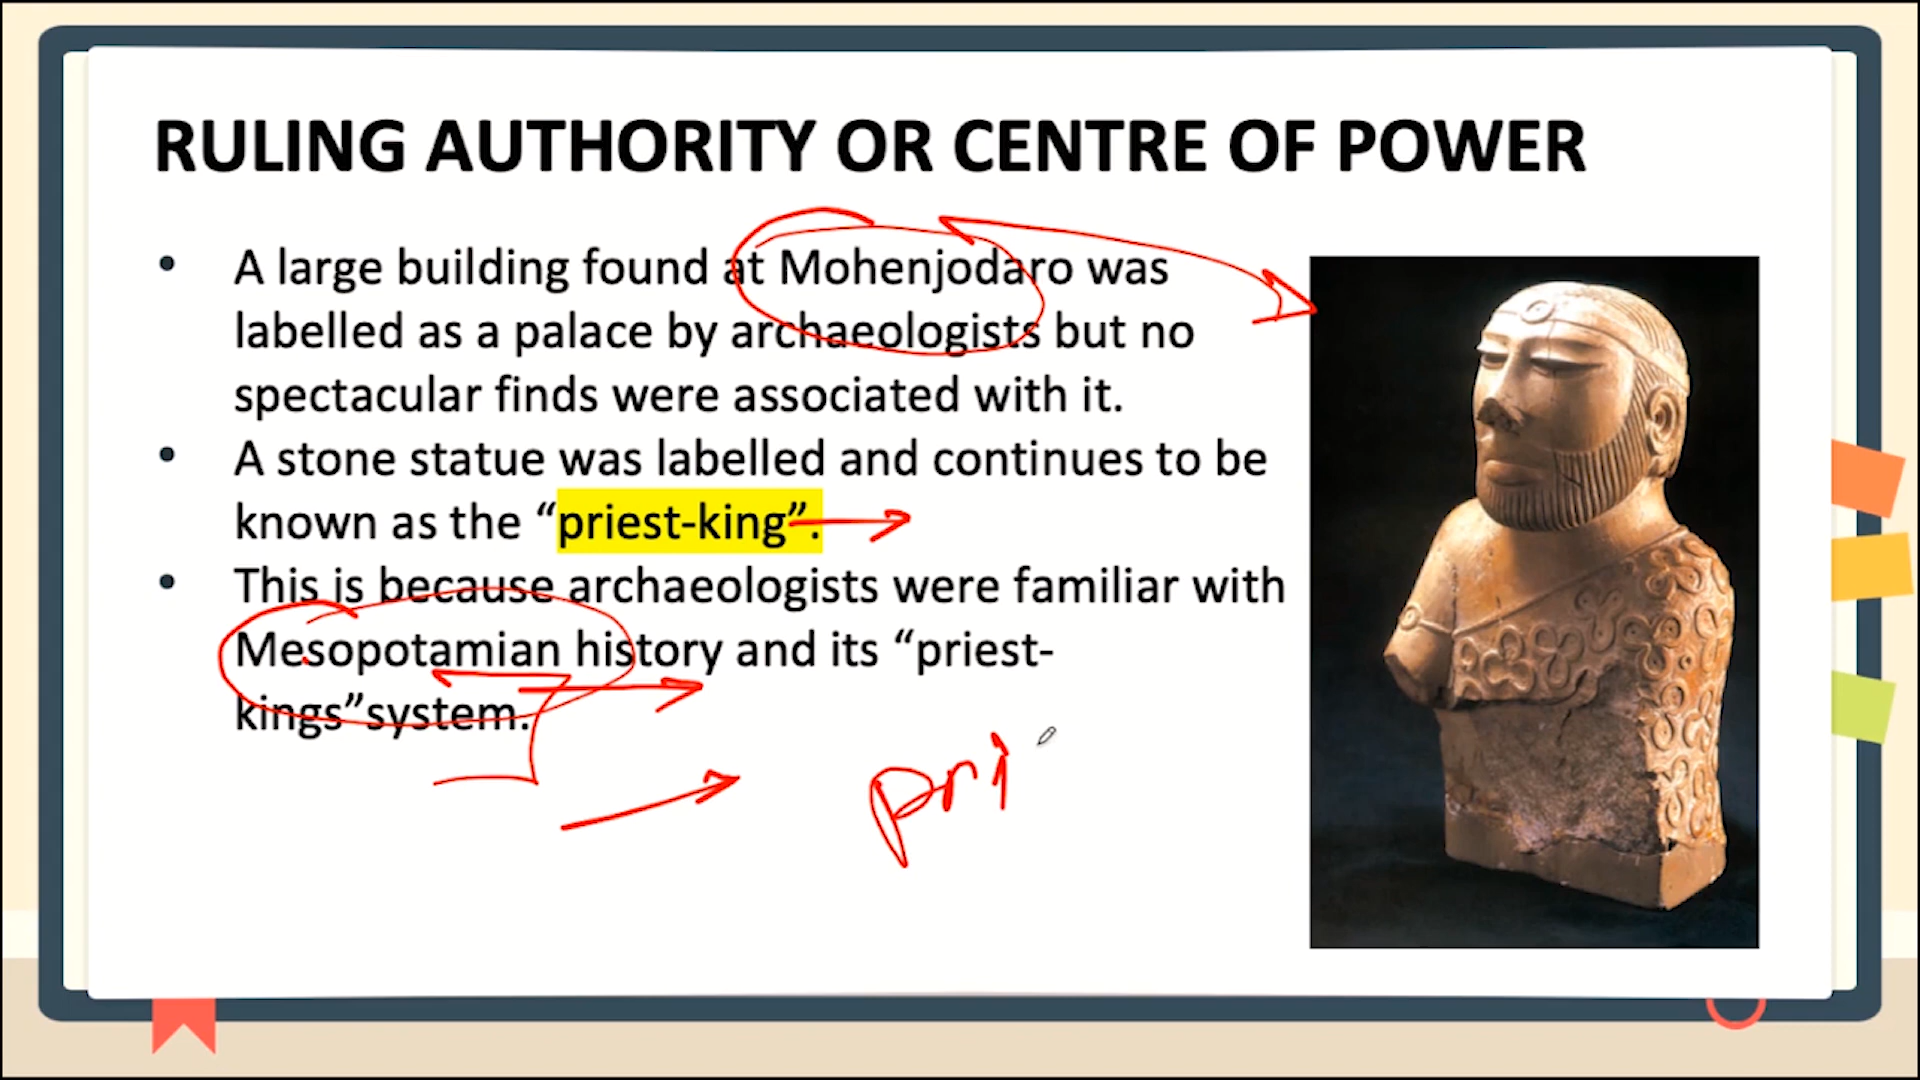 RULING AUTHORITY OR CENTRE OF POWER
• A large building found at Mohenjodaro was
labelled as a palace by archaeologists but no
spectacular finds were associated with it.
• A stone statue was labelled and continues to be
known as the “priest-king”.
• This is because archaeologists were familiar with
Mesopotamian history and its “priest-
kings”system.
pri